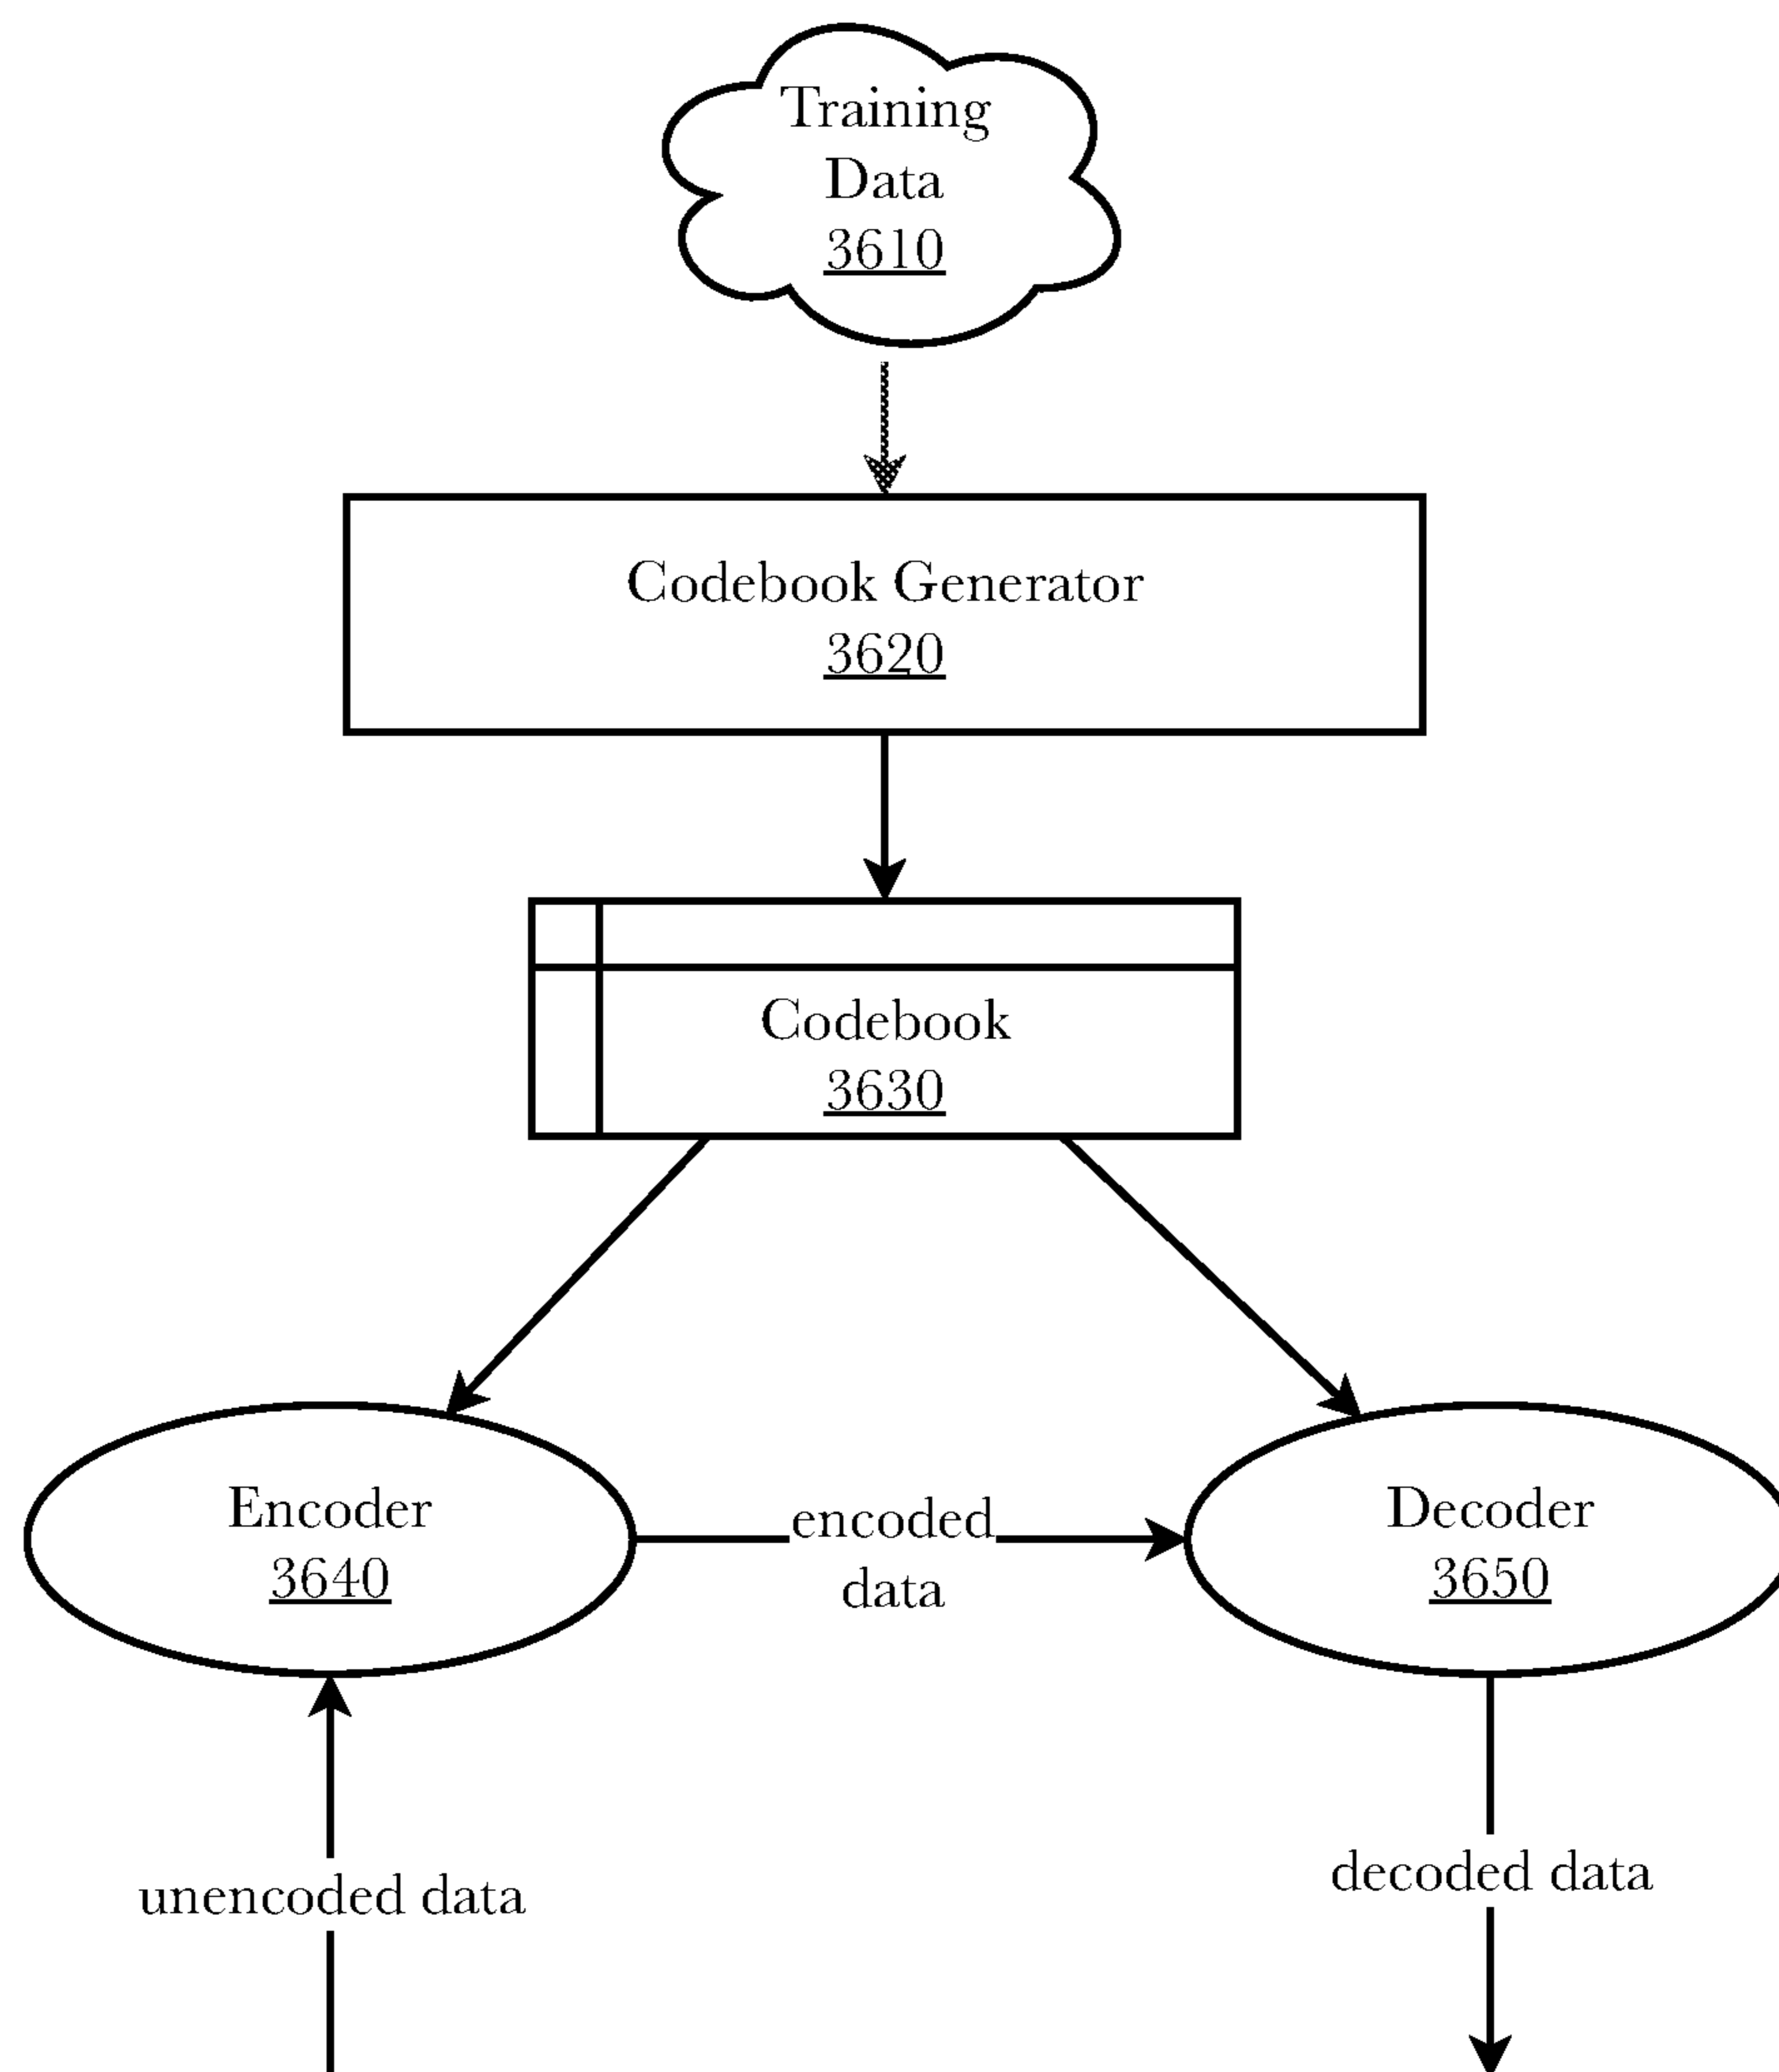 Training
Data
3610
Codebook Generator
3620
Codebook
3630
Encoder
3640
encoded
data
Decoder
3650
unencoded data
decoded data